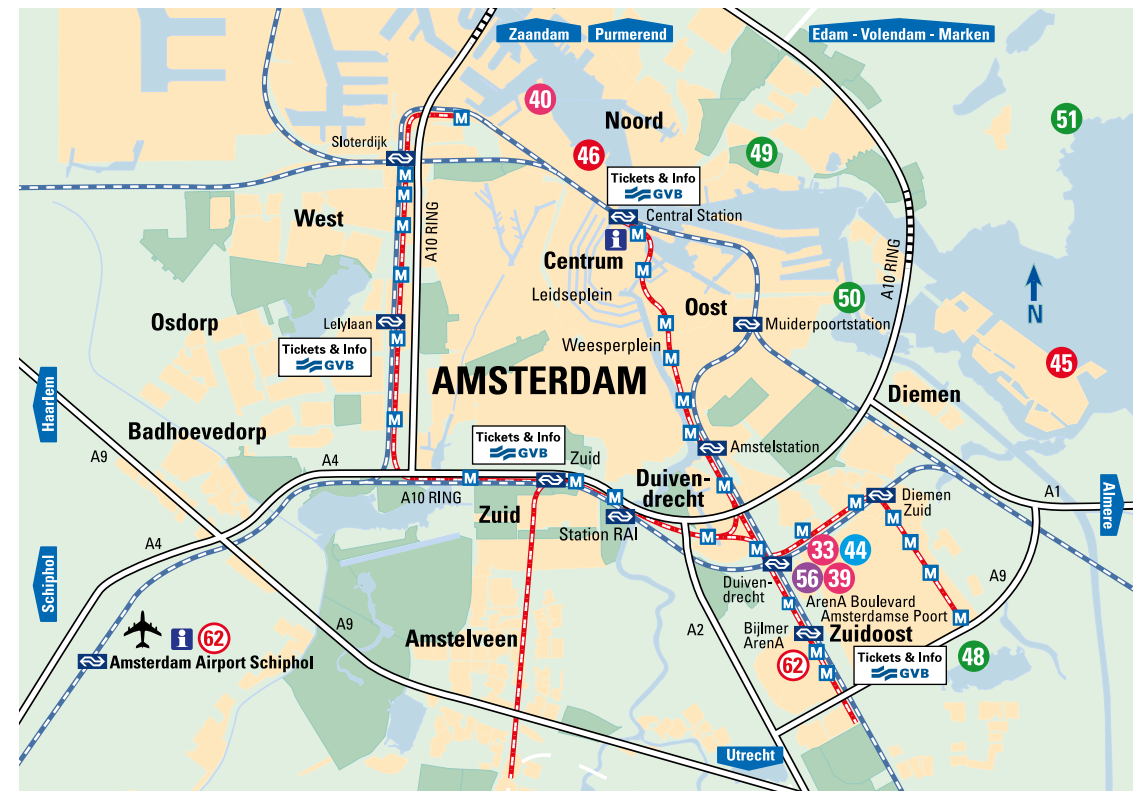 Zaandam
Purmerend
Edam - Volendam - Marken
40
Noord
51
M
M
Sloterdijk
46
49
Tickets & Info
GVB
M
M
West
Central Station
M
i
M
A10 RING
Centrum
A10 RING
M
M
Leidseplein
Oost
50
N
Osdorp
Lelylaan
M
Muiderpoortstation
M
Weesperplein
M
Tickets & Info
GVB
45
AMSTERDAM
Diemen
Haarlem
M
M
Badhoevedorp
M
Tickets & Info
GVB
Amstelstation
A9
A4
Zuid
M
M
Duiven-
drecht
M
A10 RING
M
Diemen
Zuid
A1
Almere
Zuid
M
M
Station RAI
M
M
M
A4
M
M
33
44
Schiphol
Duiven-
drecht
56
39
M
A9
M
ArenA Boulevard
Amsterdamse Poort
M
A9
i
62
Amstelveen
A2
Bijlmer
ArenA
Zuidoost
Amsterdam Airport Schiphol
62
M
Tickets & Info
GVB
48
M
Utrecht